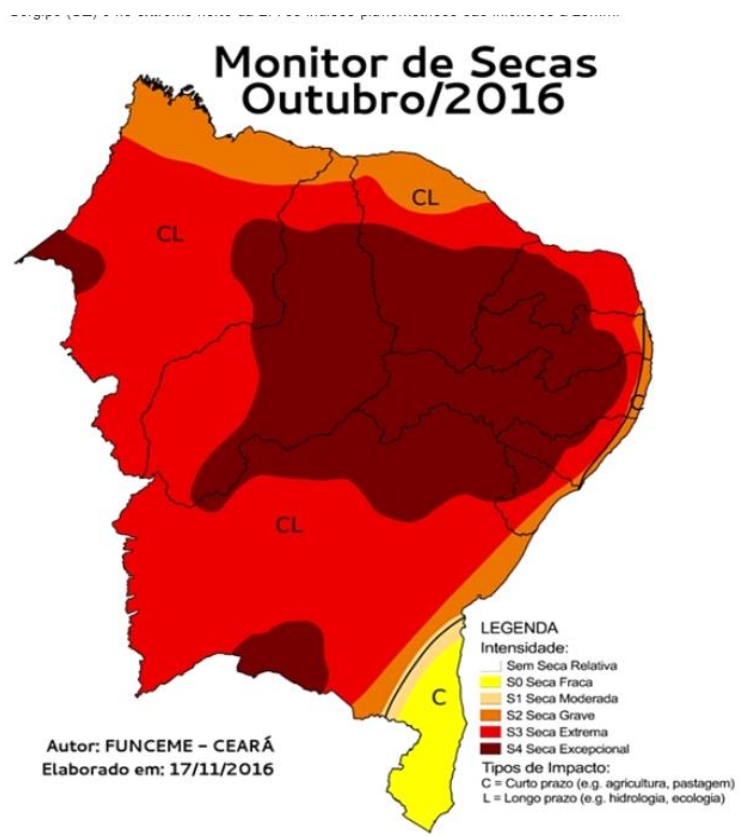 Monitor de Secas
Outubro/2016
CL
CL
C
CL
C
LEGENDA
Intensidade:
Sem Seca Relativa
S0 Seca Fraca
S1 Seca Moderada
S2 Seca Grave
S3 Seca Extrema
S4 Seca Excepcional
Tipos de Impacto:
C = Curto prazo (e.g. agricultura, pastagem)
L = Longo prazo (e.g. hidrologia, ecologia)
Autor: FUNCEME – CEARÁ
Elaborado em: 17/11/2016